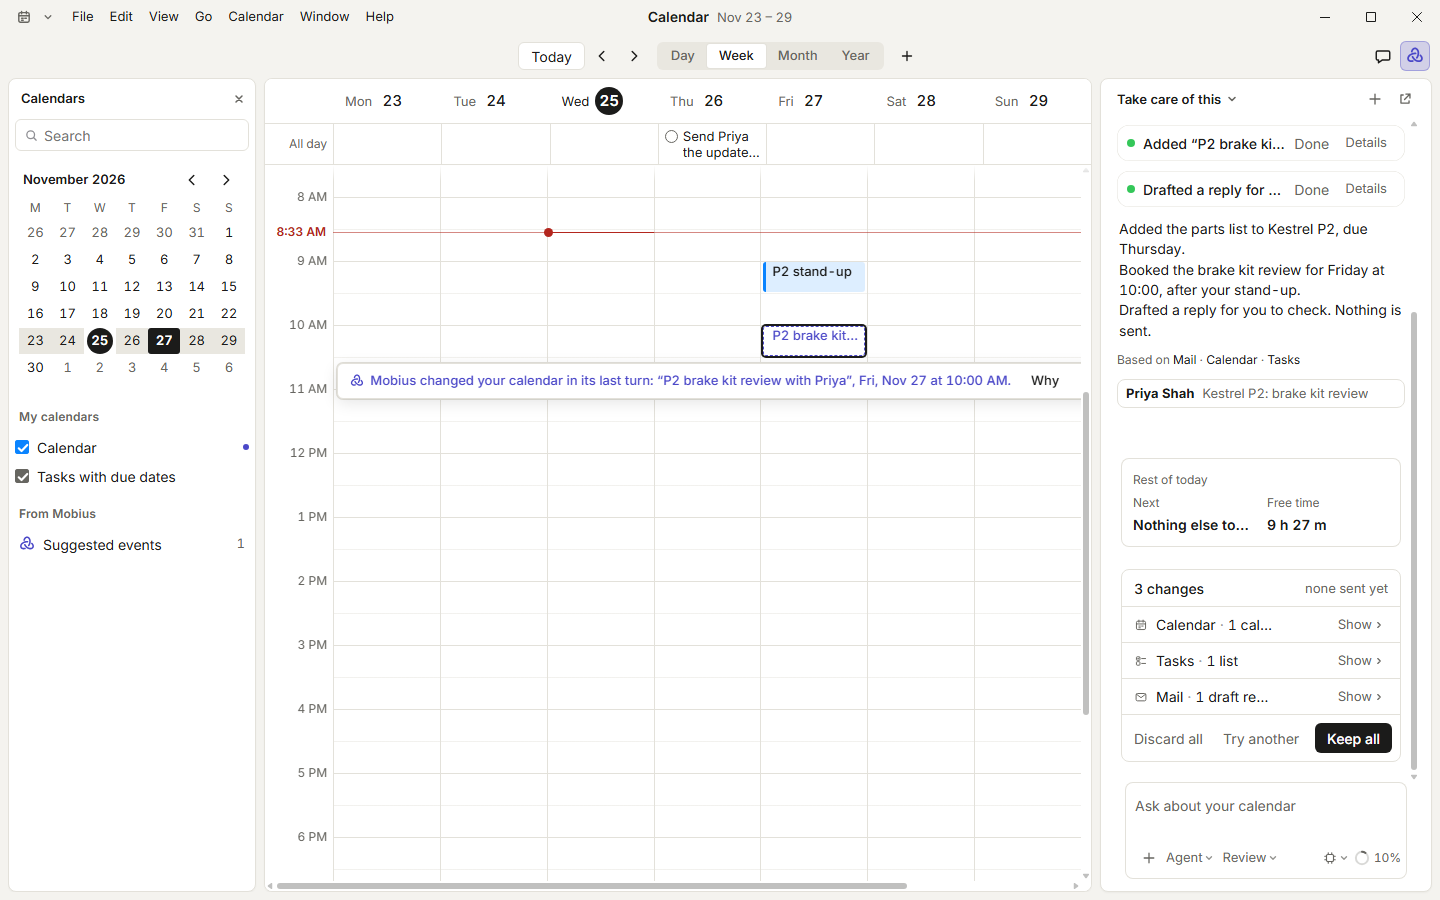 File Edit View Go Calendar Window Help
Calendar Nov 23 – 29
Today Day Week Month Year
Calendars
Search
November 2026
M T W T F S S
26 27 28 29 30 31 1
2 3 4 5 6 7 8
9 10 11 12 13 14 15
16 17 18 19 20 21 22
23 24 25 26 27 28 29
30 1 2 3 4 5 6
My calendars
Calendar
Tasks with due dates
From Mobius
Suggested events 1
Mon 23 Tue 24 Wed 25 Thu 26 Fri 27 Sat 28 Sun 29
All day
Send Priya
the update...
8 AM
8:33 AM
9 AM
P2 stand-up
10 AM
P2 brake kit...
Mobius changed your calendar in its last turn: “P2 brake kit review with Priya”, Fri, Nov 27 at 10:00 AM. Why
11 AM
12 PM
1 PM
2 PM
3 PM
4 PM
5 PM
6 PM
Take care of this
Added “P2 brake ki... Done Details
Drafted a reply for ... Done Details
Added the parts list to Kestrel P2, due
Thursday.
Booked the brake kit review for Friday at
10:00, after your stand-up.
Drafted a reply for you to check. Nothing is
sent.
Based on Mail · Calendar · Tasks
Priya Shah Kestrel P2: brake kit review
Rest of today
Next Free time
Nothing else to... 9 h 27 m
3 changes none sent yet
Calendar · 1 cal... Show
Tasks · 1 list Show
Mail · 1 draft re... Show
Discard all Try another Keep all
Ask about your calendar
Agent Review 10%